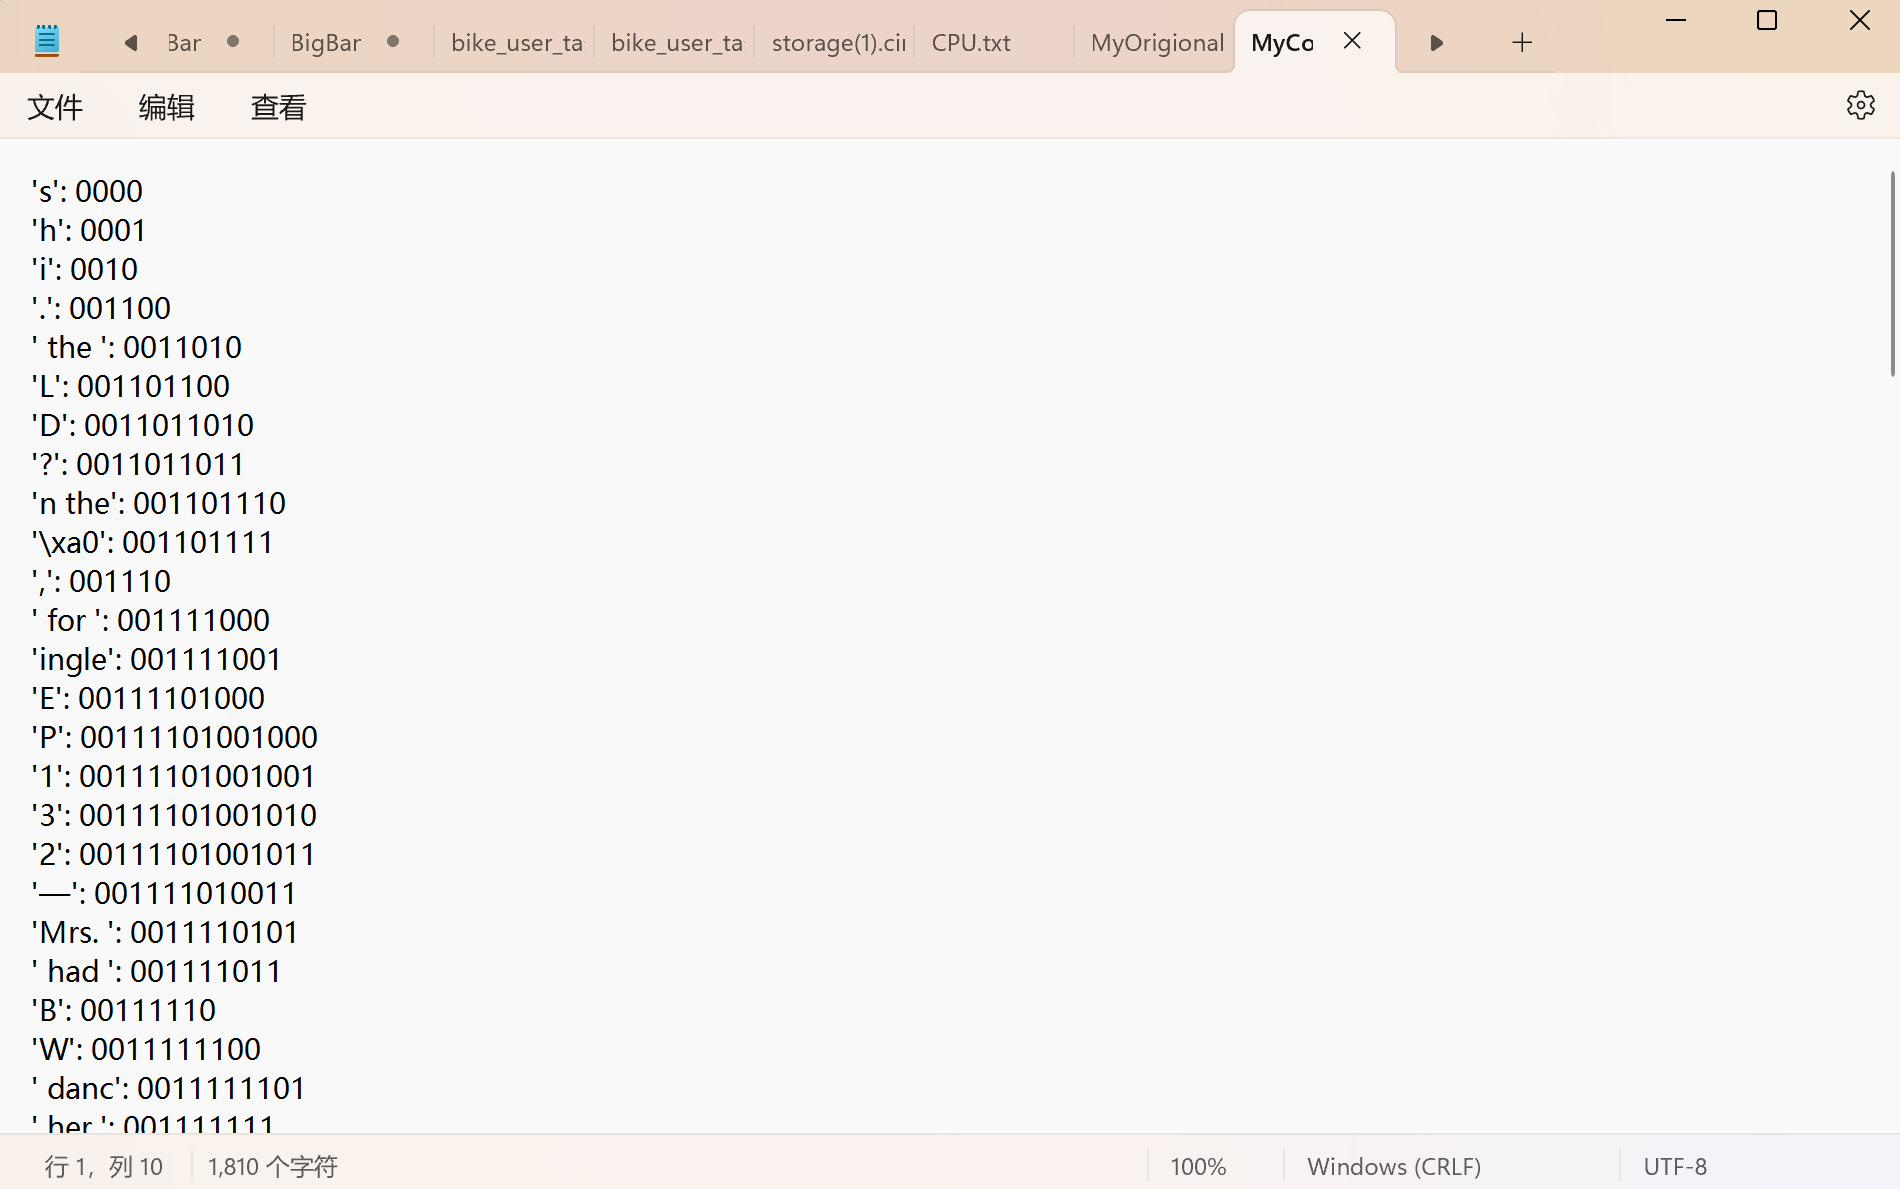 Bar
BigBar
bike_user_ta
bike_user_ta
storage(1).cii
CPU.txt
MyOrigional
MyCo
文件 编辑 查看
's': 0000
'h': 0001
'i': 0010
'.': 001100
' the ': 0011010
'L': 001101100
'D': 0011011010
'?': 0011011011
'n the': 001101110
'\xa0': 001101111
',': 001110
' for ': 001111000
'ingle': 001111001
'E': 00111101000
'P': 00111101001000
'1': 00111101001001
'3': 00111101001010
'2': 00111101001011
'—': 001111010011
'Mrs. ': 0011110101
' had ': 001111011
'B': 00111110
'W': 0011111100
' danc': 0011111101
' her ': 001111111
行 1，列 10 1,810 个字符 100% Windows (CRLF) UTF-8